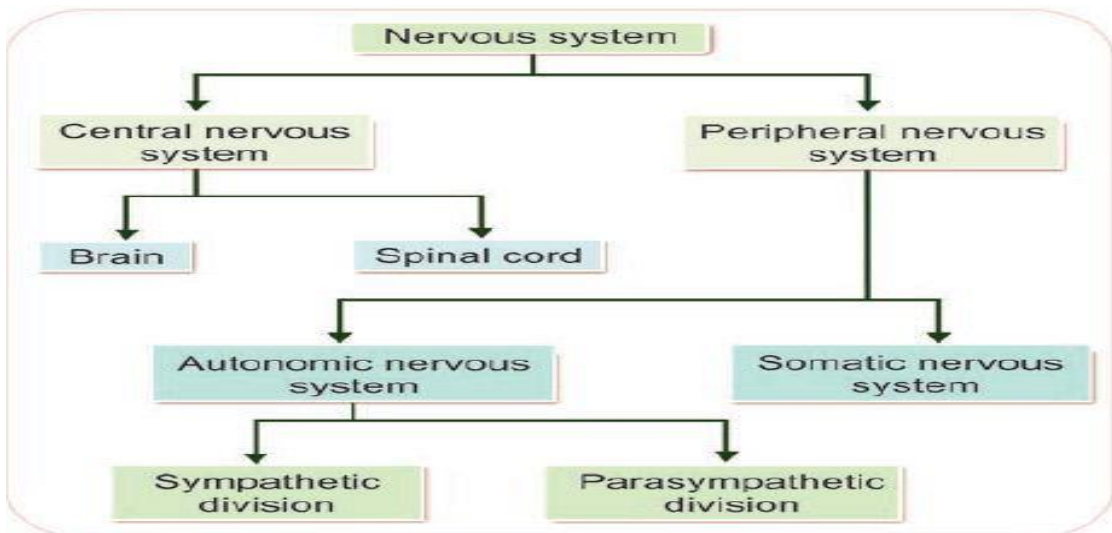 Nervous system
Central nervous
system
Peripheral nervous
system
Brain
Spinal cord
Autonomic nervous
system
Somatic nervous
system
Sympathetic
division
Parasympathetic
division